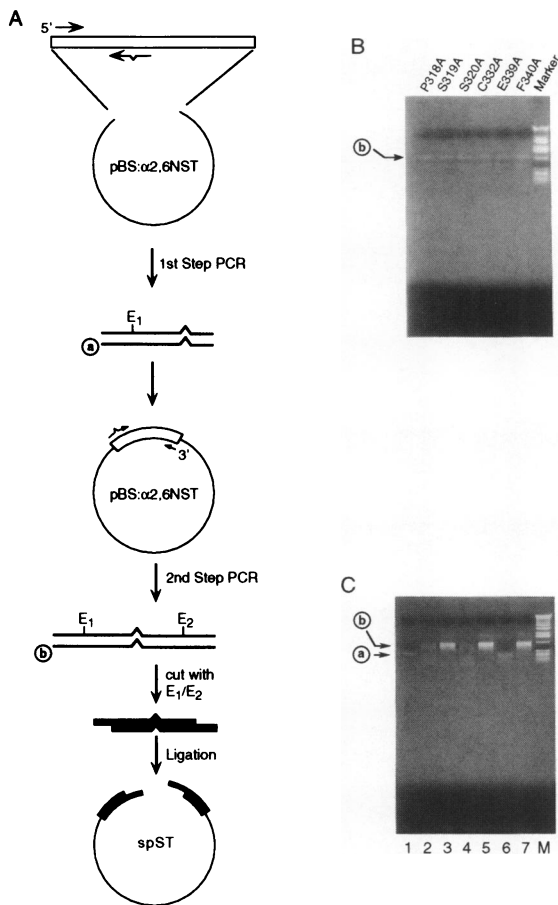 A
5'
pBS:α2,6NST
1st Step PCR
E1
a
3'
pBS:α2,6NST
2nd Step PCR
E1
E2
b
cut with
E1/E2
Ligation
spST
B
P318A
S319A
S320A
C332A
E339A
F340A
Marker
b
C
b
a
1 2 3 4 5 6 7 M